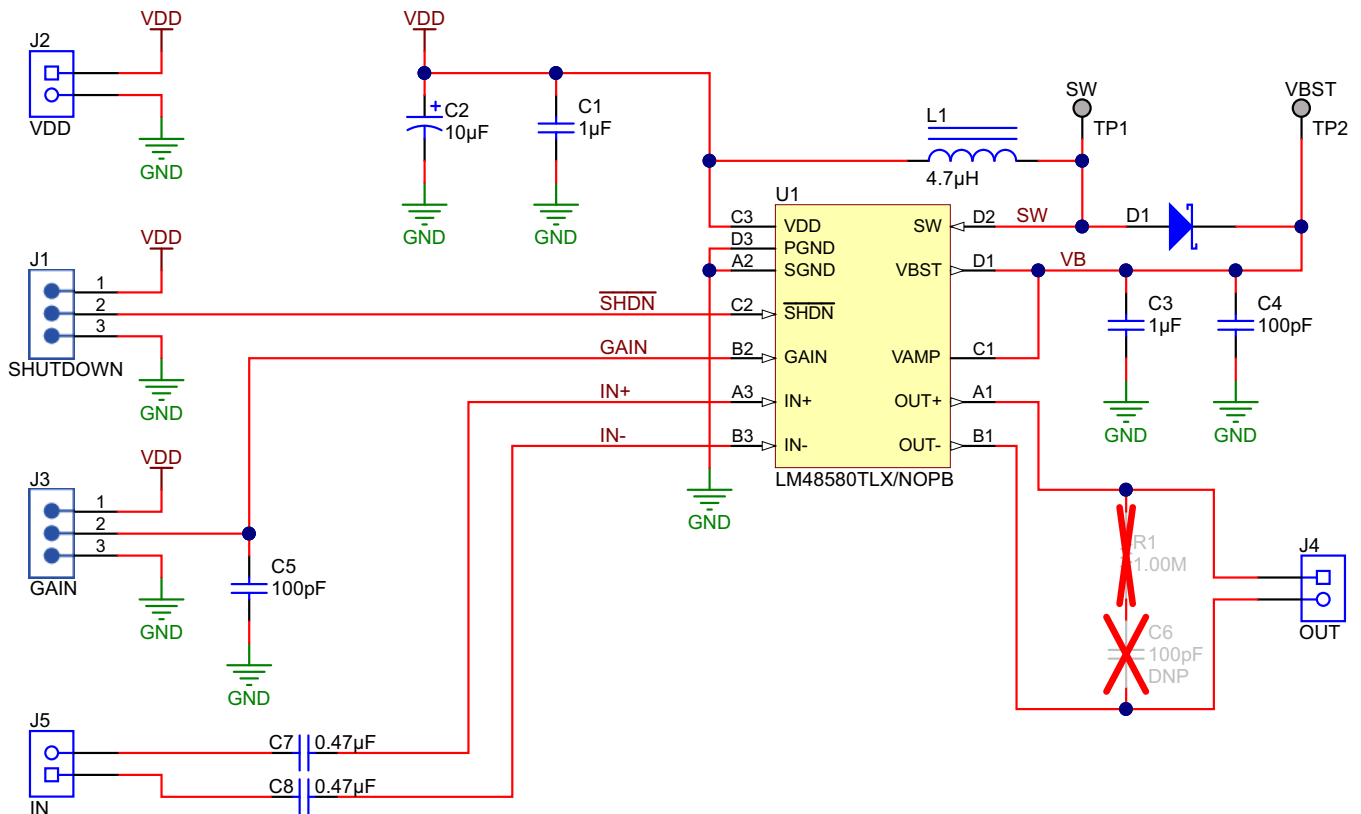 VDD
J2
VDD
GND
VDD
C2
10µF
C1
1µF
GND
GND
SW
TP1
VBST
TP2
L1
4.7µH
VDD
J1
1
2
3
SHUTDOWN
GND
SHDN
GAIN
IN+
IN-
U1
C3
VDD
D3
PGND
A2
SGND
C2
SHDN
B2
GAIN
A3
IN+
B3
IN-
SW
D2
SW
VBST
D1
VB
VAMP
C1
OUT+
A1
OUT-
B1
LM48580TLX/NOPB
GND
D1
C3
1µF
C4
100pF
GND
GND
VDD
J3
1
2
3
GAIN
GND
C5
100pF
GND
R1
1.00M
C6
100pF
DNP
J4
OUT
J5
IN
C7
0.47µF
C8
0.47µF